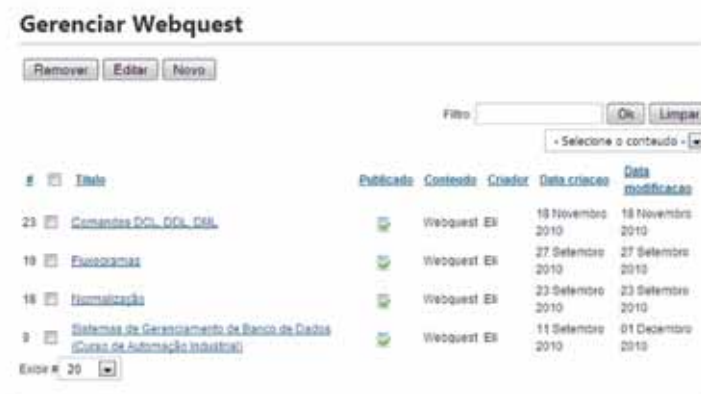 Gerenciar Webquest
Remover Editar Novo
Filtro Ok Limpar
- Selecione o conteudo -
# Titulo Publicado Conteudo Criador Data criacao Data modificacao
23 Comandos DCL, DDL, DML Webquest Eli 18 Novembro 2010 18 Novembro 2010
19 Fluxogramas Webquest Eli 27 Setembro 2010 27 Setembro 2010
18 Normalização Webquest Eli 23 Setembro 2010 23 Setembro 2010
9 Sistemas de Gerenciamento de Banco de Dados (Curso de Automação Industrial) Webquest Eli 11 Setembro 2010 01 Dezembro 2010
Exibir # 20